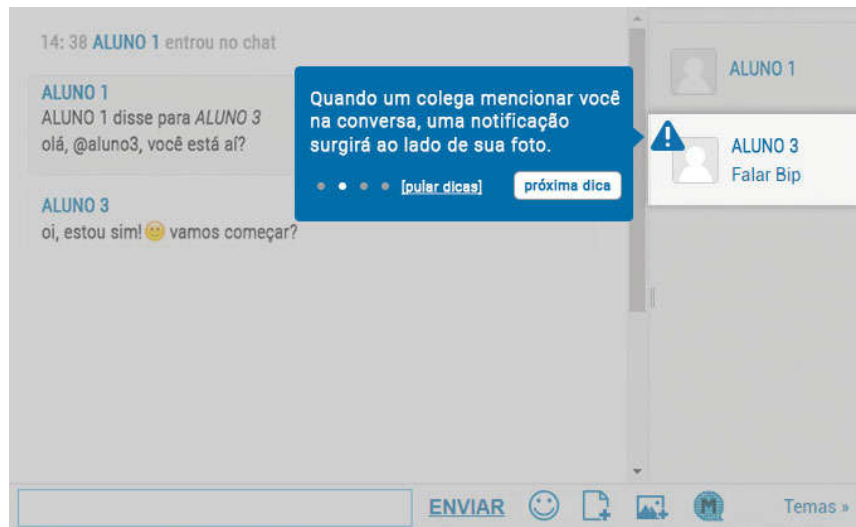 14: 38 ALUNO 1 entrou no chat
ALUNO 1
ALUNO 1 disse para ALUNO 3
olá, @aluno3, você está aí?
ALUNO 3
oi, estou sim! 🙂 vamos começar?
Quando um colega mencionar você
na conversa, uma notificação
surgirá ao lado de sua foto.
[pular dicas] próxima dica
ALUNO 1
ALUNO 3
Falar Bip
ENVIAR M Temas »